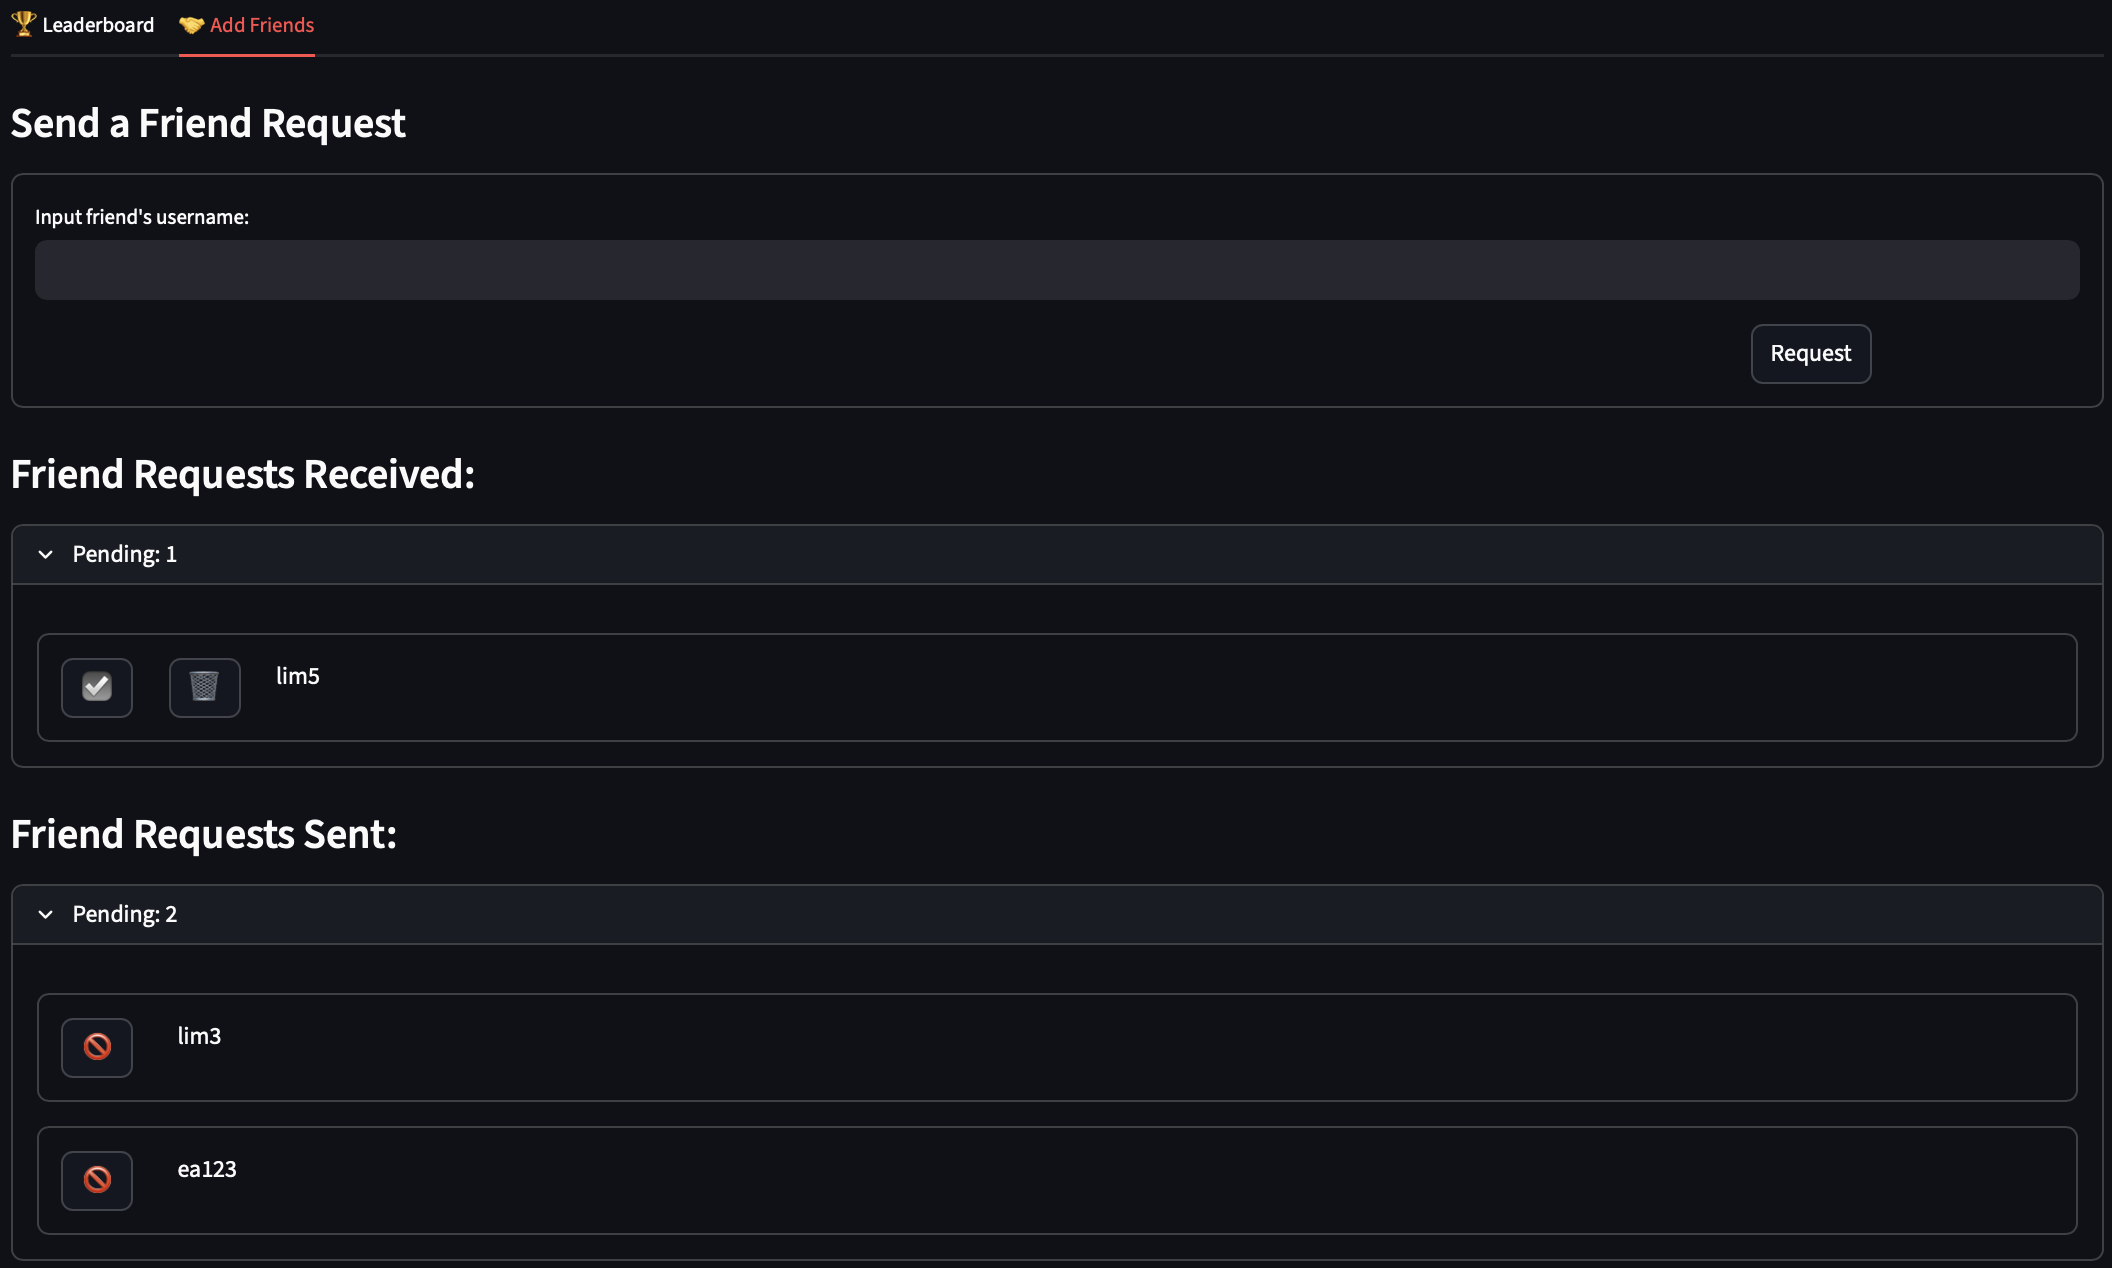 Leaderboard Add Friends
Send a Friend Request
Input friend's username:
Request
Friend Requests Received:
Pending: 1
lim5
Friend Requests Sent:
Pending: 2
lim3
ea123